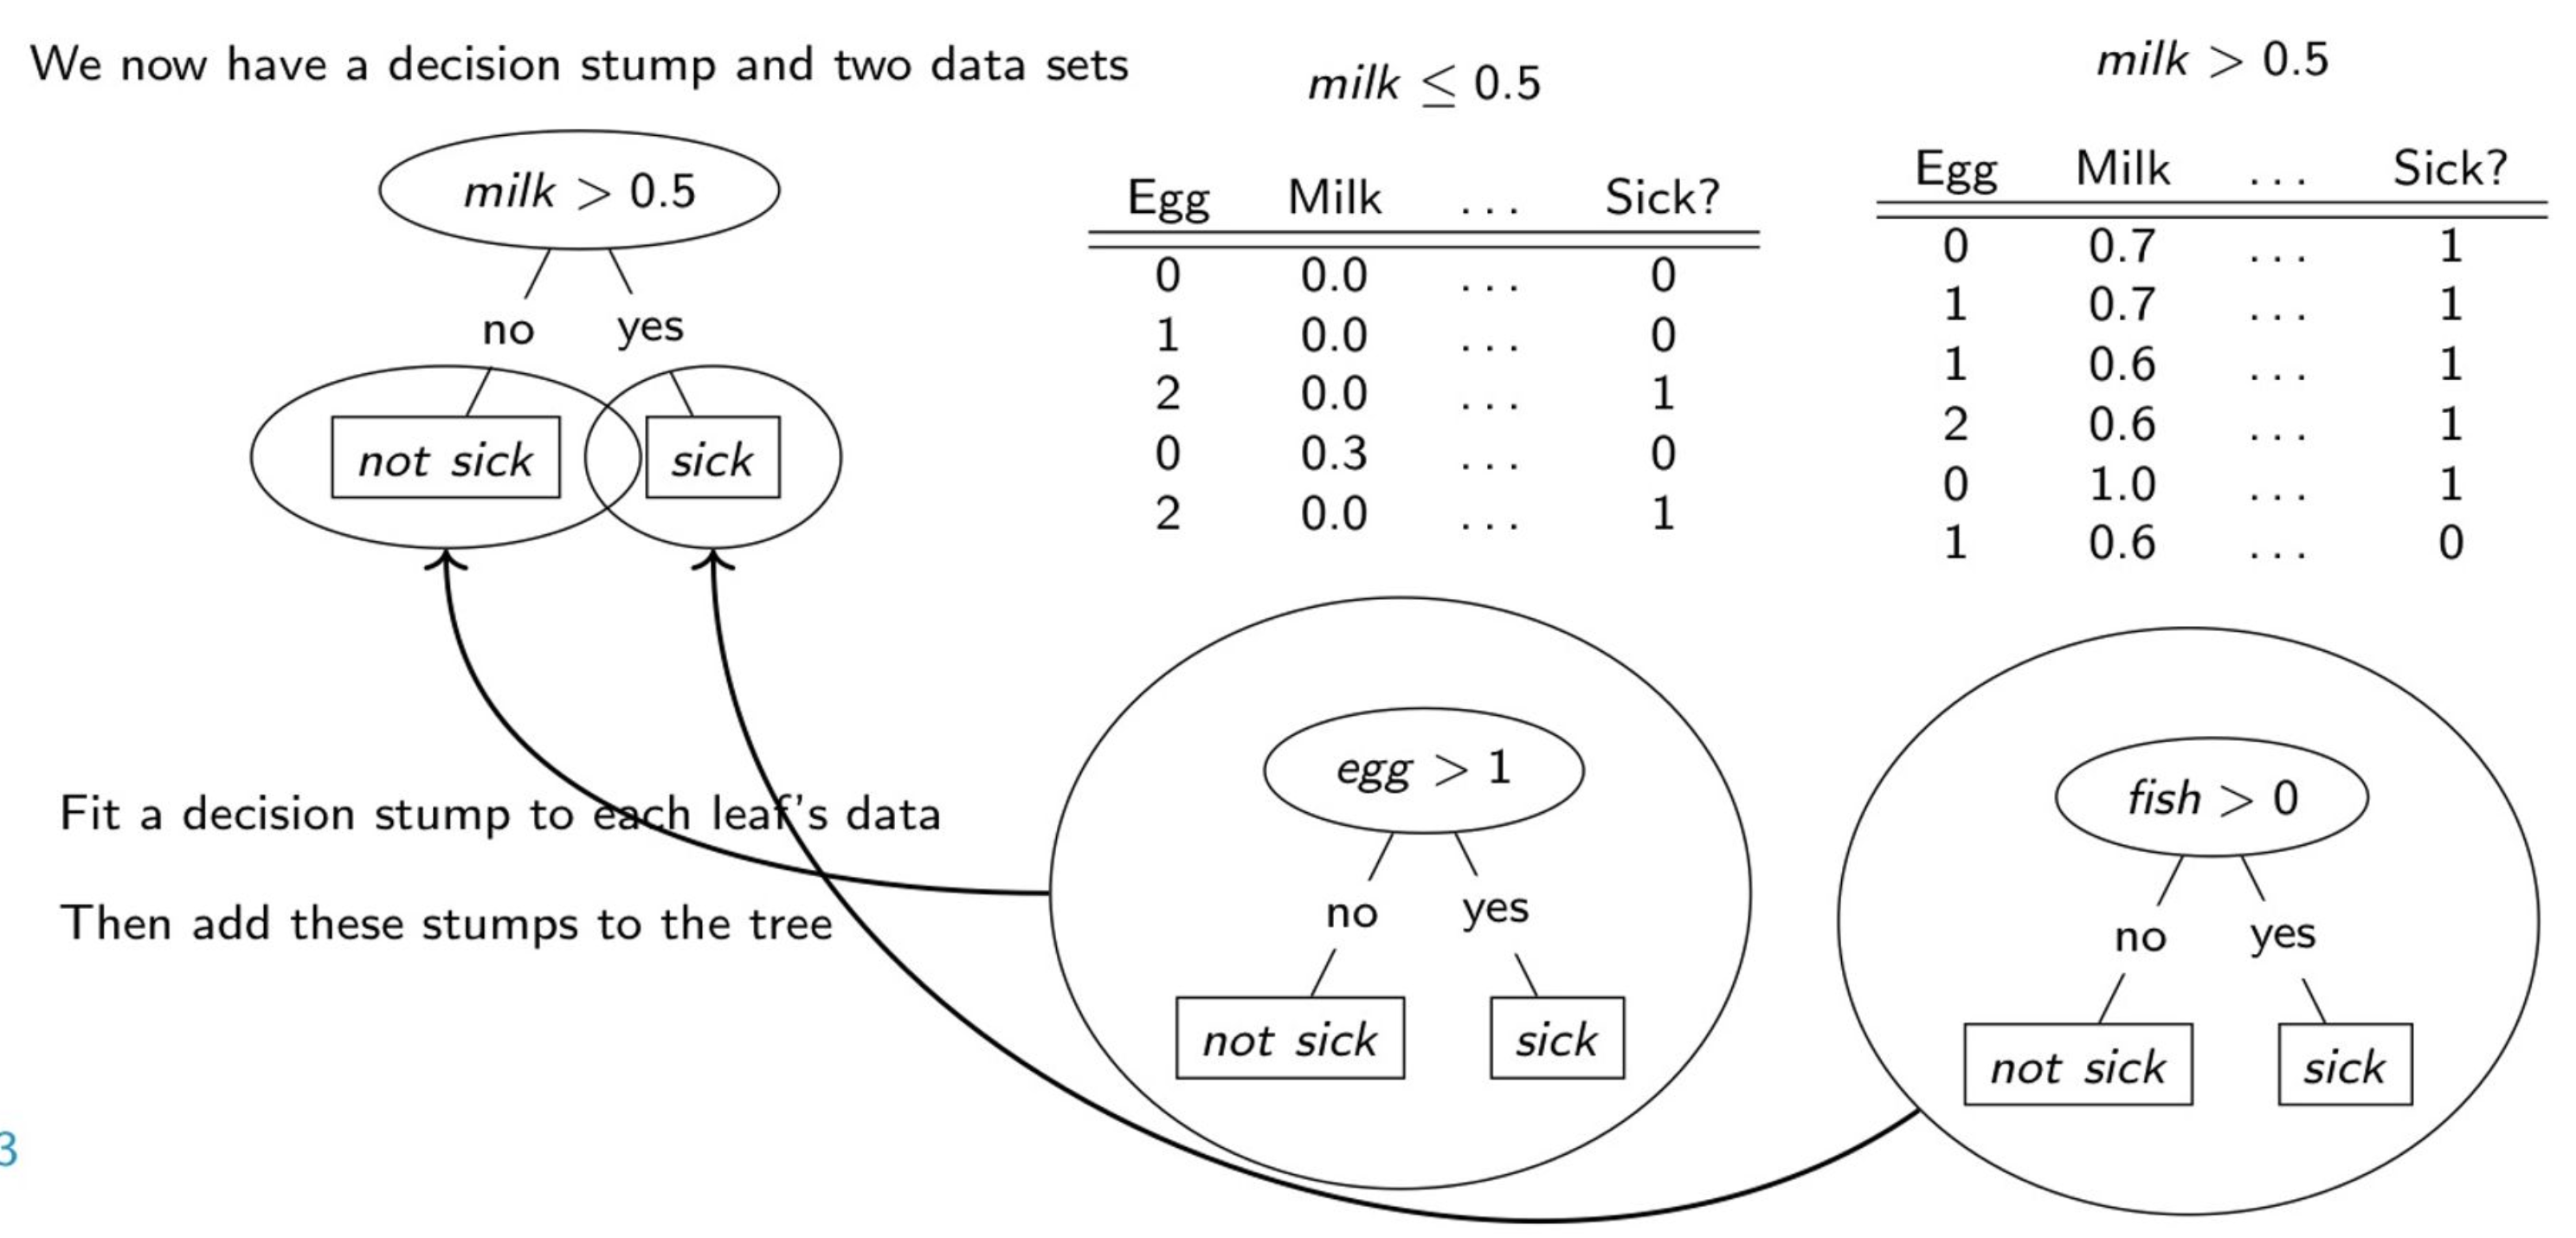 We now have a decision stump and two data sets
milk > 0.5
no yes
not sick sick
Fit a decision stump to each leaf's data
Then add these stumps to the tree
3
milk ≤ 0.5
Egg Milk ... Sick?
0 0.0 ... 0
1 0.0 ... 0
2 0.0 ... 1
0 0.3 ... 0
2 0.0 ... 1
milk > 0.5
Egg Milk ... Sick?
0 0.7 ... 1
1 0.7 ... 1
1 0.6 ... 1
2 0.6 ... 1
0 1.0 ... 1
1 0.6 ... 0
egg > 1
no yes
not sick sick
fish > 0
no yes
not sick sick